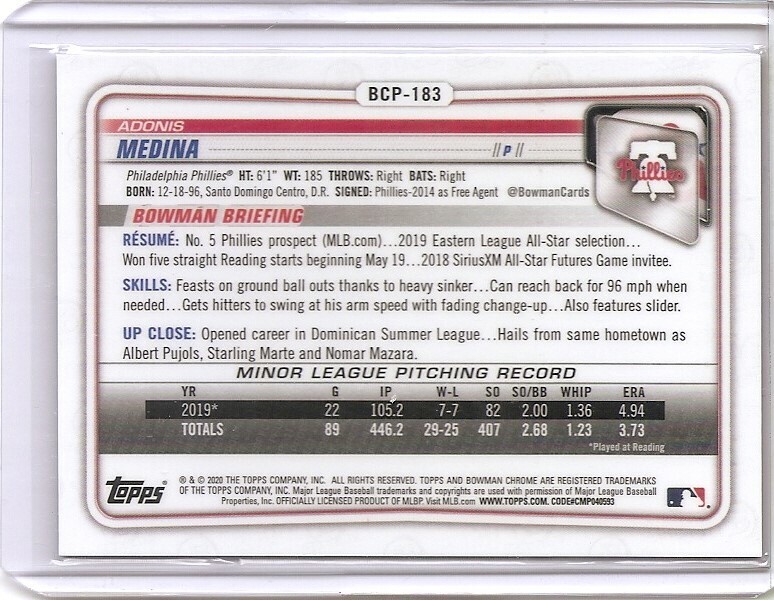 BCP-183
ADONIS
MEDINA // P //
Phillies
Philadelphia Phillies® HT: 6'1" WT: 185 THROWS: Right BATS: Right
BORN: 12-18-96, Santo Domingo Centro, D.R. SIGNED: Phillies-2014 as Free Agent @BowmanCards
BOWMAN BRIEFING
RÉSUMÉ: No. 5 Phillies prospect (MLB.com)...2019 Eastern League All-Star selection...
Won five straight Reading starts beginning May 19...2018 SiriusXM All-Star Futures Game invitee.
SKILLS: Feasts on ground ball outs thanks to heavy sinker...Can reach back for 96 mph when
needed...Gets hitters to swing at his arm speed with fading change-up...Also features slider.
UP CLOSE: Opened career in Dominican Summer League...Hails from same hometown as
Albert Pujols, Starling Marte and Nomar Mazara.
MINOR LEAGUE PITCHING RECORD
YR G IP W-L SO SO/BB WHIP ERA
2019* 22 105.2 7-7 82 2.00 1.36 4.94
TOTALS 89 446.2 29-25 407 2.68 1.23 3.73
*Played at Reading
Topps
® & © 2020 THE TOPPS COMPANY, INC. ALL RIGHTS RESERVED. TOPPS AND BOWMAN CHROME ARE REGISTERED TRADEMARKS
OF THE TOPPS COMPANY, INC. Major League Baseball trademarks and copyrights are used with permission of Major League Baseball
Properties, Inc. OFFICIALLY LICENSED PRODUCT OF MLBP. Visit MLB.com WWW.TOPPS.COM. CODE#CMP040593